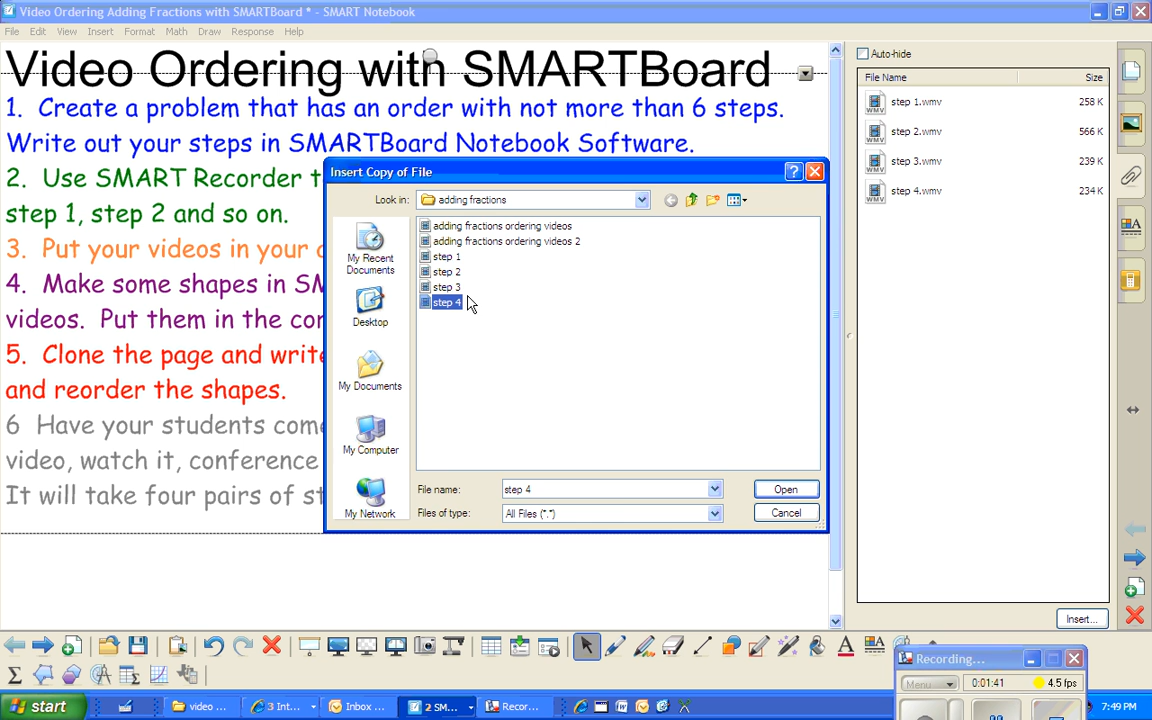 Video Ordering Adding Fractions with SMARTBoard * - SMART Notebook
File Edit View Insert Format Math Draw Response Help
Video Ordering with SMARTBoard
1. Create a problem that has an order with not more than 6 steps.
Write out your steps in SMARTBoard Notebook Software.
2. Use SMART Recorder t
step 1, step 2 and so on.
3. Put your videos in your
4. Make some shapes in SM
videos. Put them in the co
5. Clone the page and write
and reorder the shapes.
6 Have your students come
video, watch it, conference
It will take four pairs of st
Insert Copy of File
Look in: adding fractions
My Recent
Documents
Desktop
My Documents
My Computer
My Network
adding fractions ordering videos
adding fractions ordering videos 2
step 1
step 2
step 3
step 4
File name: step 4 Open
Files of type: All Files (*.*) Cancel
Auto-hide
File Name Size
step 1.wmv 258 K
step 2.wmv 566 K
step 3.wmv 239 K
step 4.wmv 234 K
Insert...
Recording...
Menu 0:01:41 4.5 fps
start video ... 3 Int... Inbox ... 2 SM... Recor... 7:49 PM